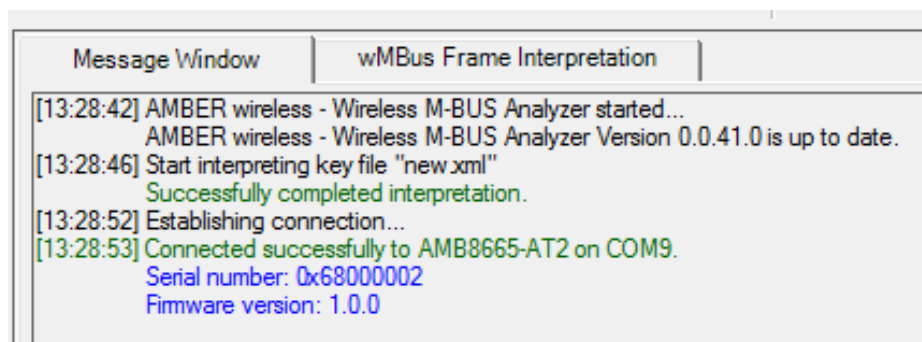 Message Window
wMBus Frame Interpretation
[13:28:42] AMBER wireless - Wireless M-BUS Analyzer started...
AMBER wireless - Wireless M-BUS Analyzer Version 0.0.41.0 is up to date.
[13:28:46] Start interpreting key file "new.xml"
Successfully completed interpretation.
[13:28:52] Establishing connection...
[13:28:53] Connected successfully to AMB8665-AT2 on COM9.
Serial number: 0x68000002
Firmware version: 1.0.0